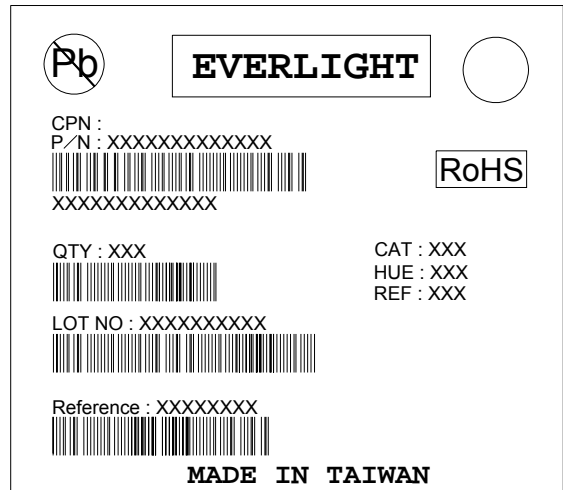 Pb
EVERLIGHT
CPN :
P/N : XXXXXXXXXXXXX
RoHS
XXXXXXXXXXXXX
QTY : XXX
CAT : XXX
HUE : XXX
REF : XXX
LOT NO : XXXXXXXXXX
Reference : XXXXXXXX
MADE IN TAIWAN